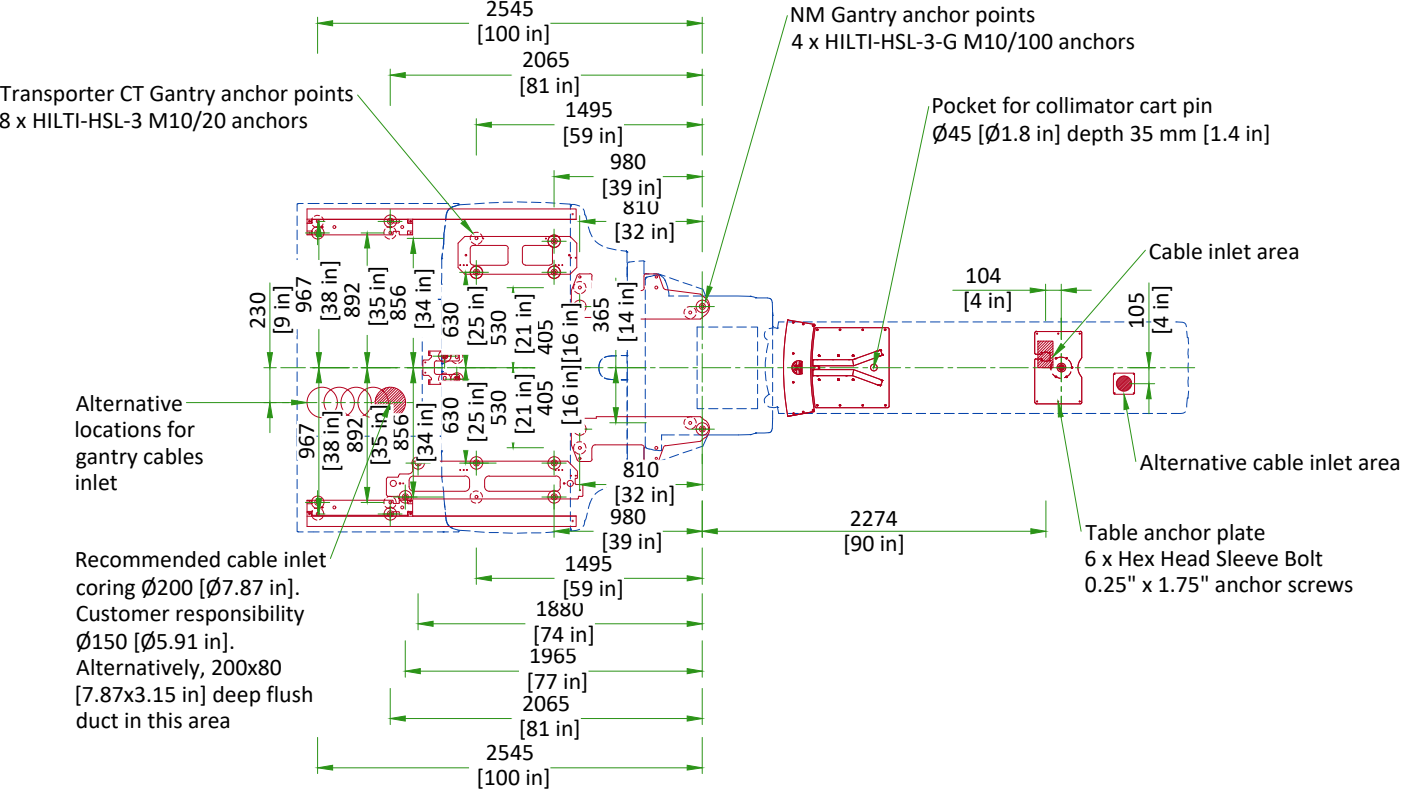 2545
[100 in]
NM Gantry anchor points
4 x HILTI-HSL-3-G M10/100 anchors
2065
[81 in]
Transporter CT Gantry anchor points
8 x HILTI-HSL-3 M10/20 anchors
1495
[59 in]
Pocket for collimator cart pin
Ø45 [Ø1.8 in] depth 35 mm [1.4 in]
980
[39 in]
810
[32 in]
Cable inlet area
104
[4 in]
105
[4 in]
230
[9 in]
967
[38 in]
892
[35 in]
856
[34 in]
630
[25 in]
530
[21 in]
405
[16 in]
365
[14 in]
Alternative
locations for
gantry cables
inlet
967
[38 in]
892
[35 in]
856
[34 in]
630
[25 in]
530
[21 in]
405
[16 in]
Alternative cable inlet area
810
[32 in]
980
[39 in]
2274
[90 in]
Table anchor plate
6 x Hex Head Sleeve Bolt
0.25" x 1.75" anchor screws
Recommended cable inlet
coring Ø200 [Ø7.87 in].
Customer responsibility
Ø150 [Ø5.91 in].
Alternatively, 200x80
[7.87x3.15 in] deep flush
duct in this area
1495
[59 in]
1880
[74 in]
1965
[77 in]
2065
[81 in]
2545
[100 in]